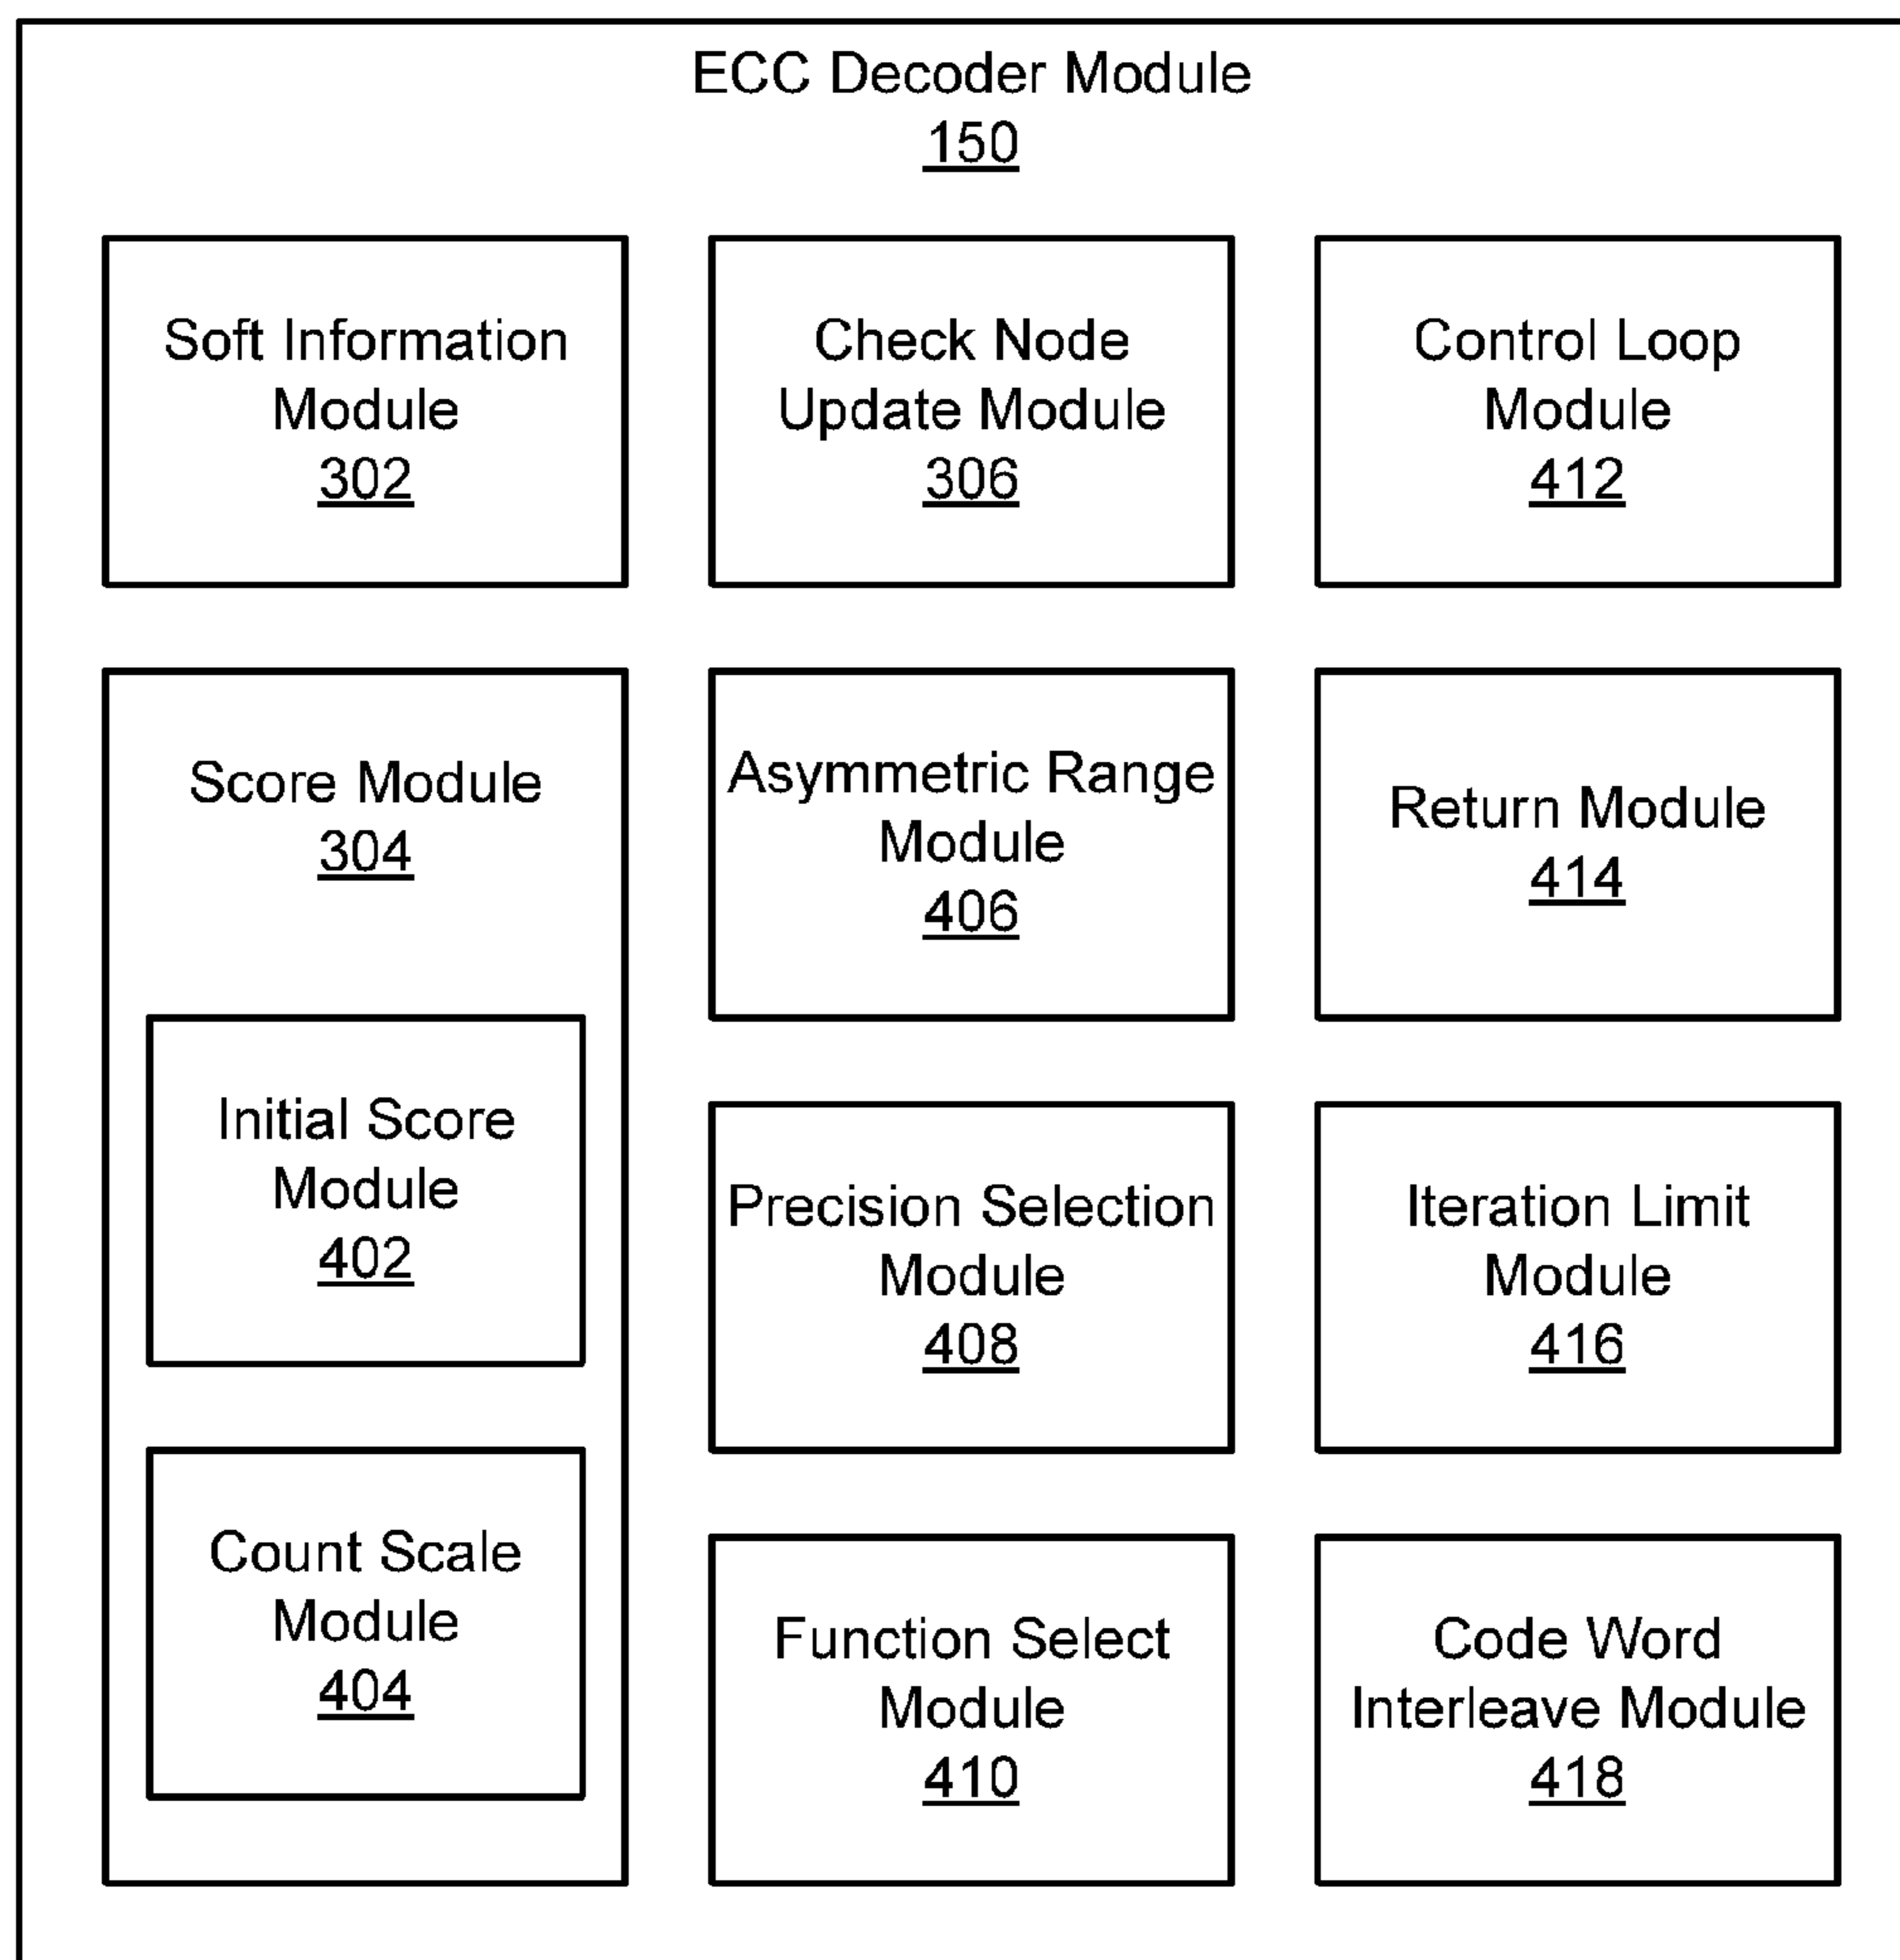 ECC Decoder Module
150
Soft Information
Module
302
Check Node
Update Module
306
Control Loop
Module
412
Score Module
304
Initial Score
Module
402
Count Scale
Module
404
Asymmetric Range
Module
406
Return Module
414
Precision Selection
Module
408
Iteration Limit
Module
416
Function Select
Module
410
Code Word
Interleave Module
418